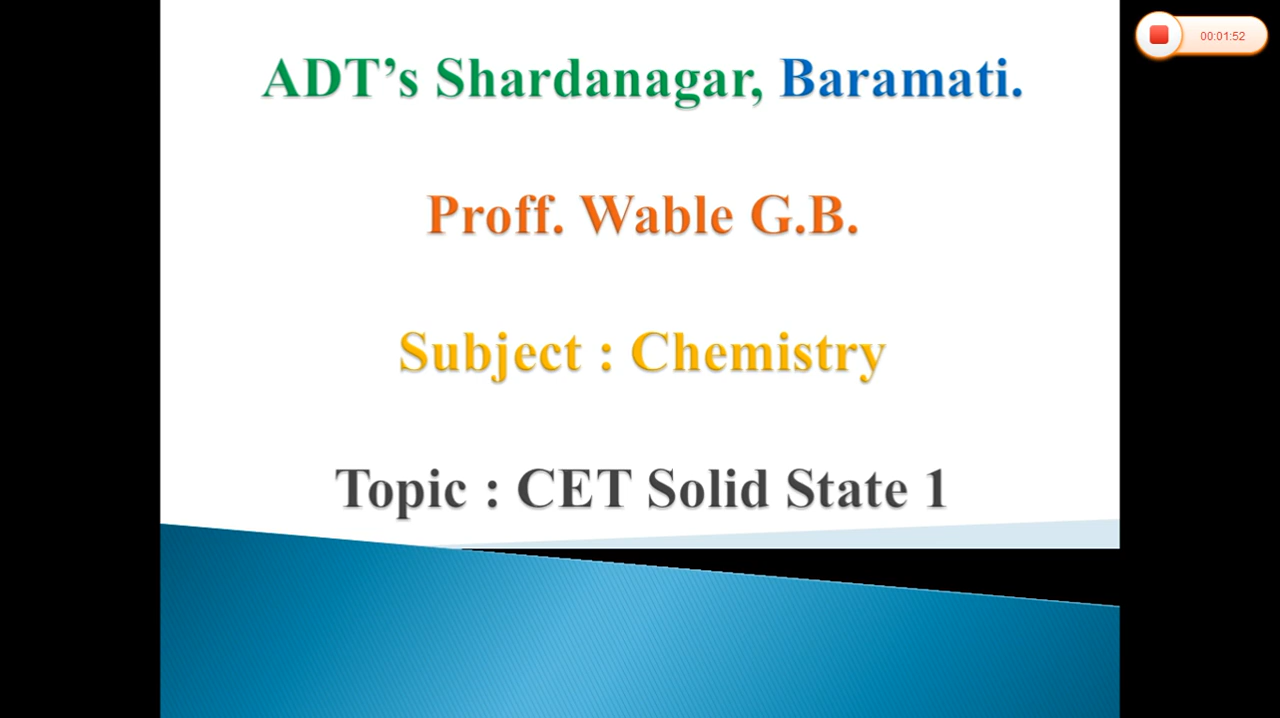 00:01:52
ADT’s Shardanagar, Baramati.
Proff. Wable G.B.
Subject : Chemistry
Topic : CET Solid State 1